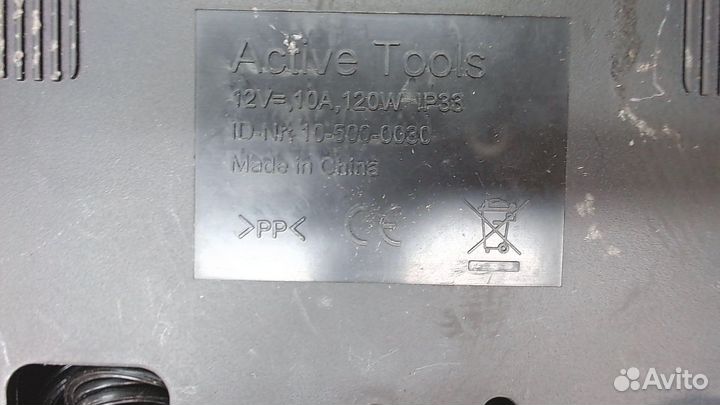 Active Tools
12V=,10A,120W IP33
ID-Nr: 10-500-0030
Made in China
>PP< CE
Avito